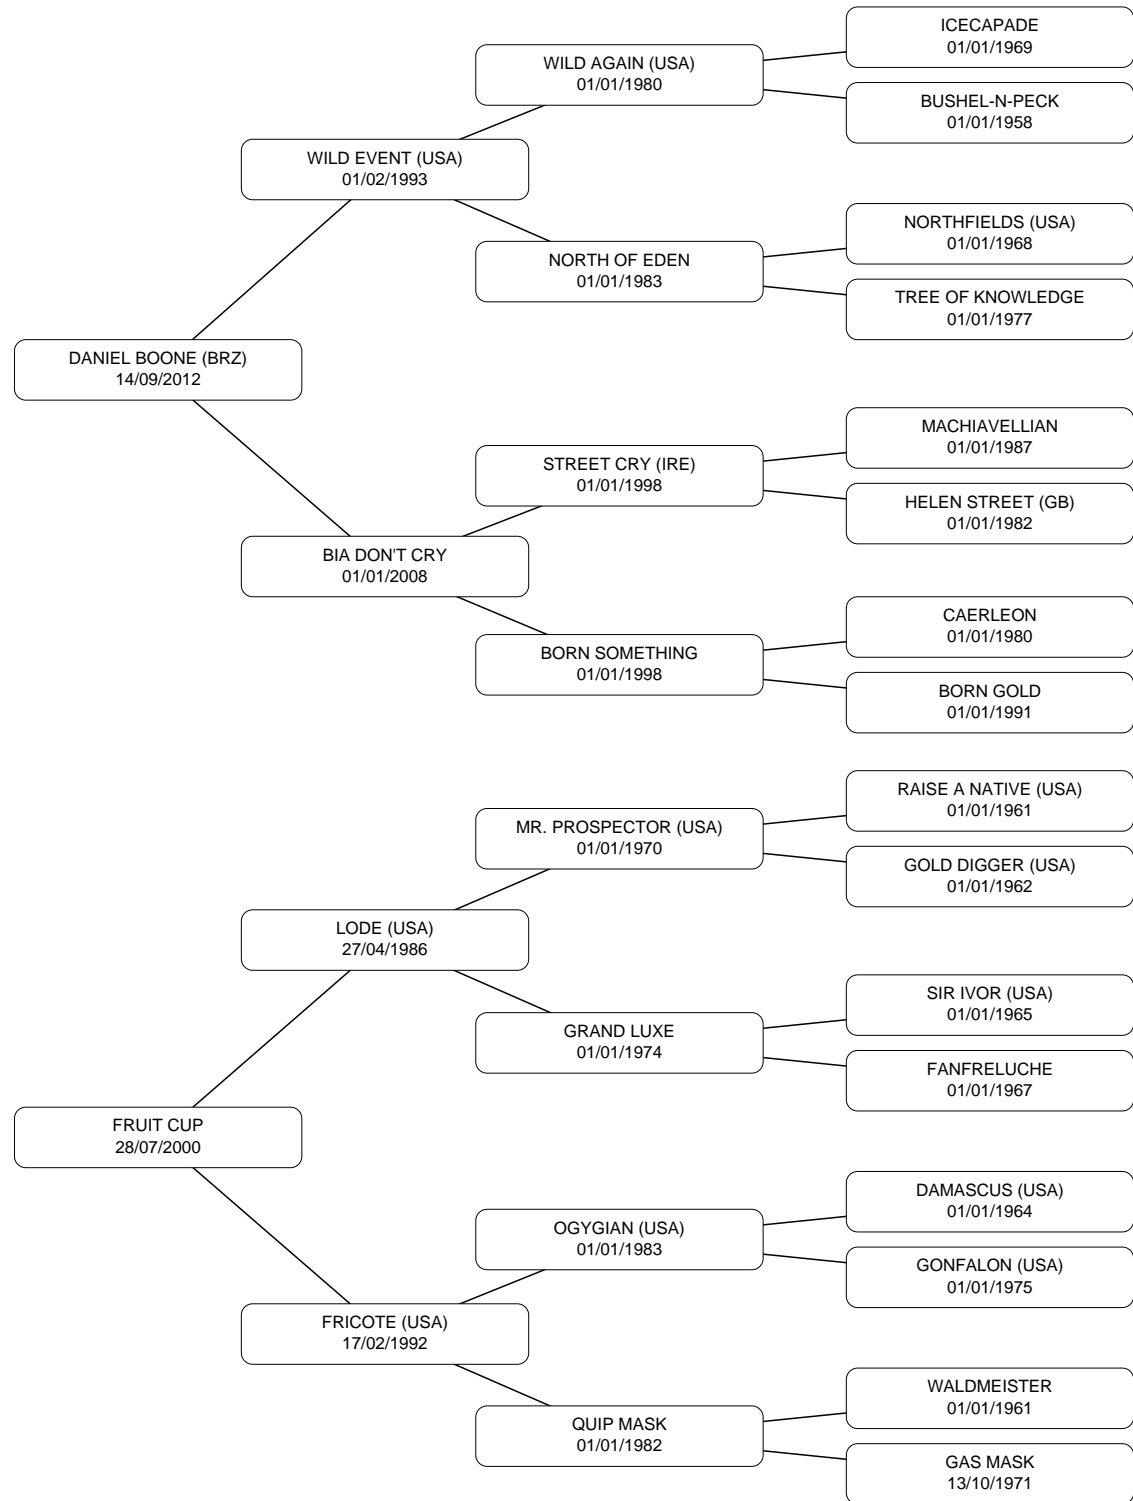 ICECAPADE
01/01/1969
WILD AGAIN (USA)
01/01/1980
BUSHEL-N-PECK
01/01/1958
WILD EVENT (USA)
01/02/1993
NORTHFIELDS (USA)
01/01/1968
NORTH OF EDEN
01/01/1983
TREE OF KNOWLEDGE
01/01/1977
DANIEL BOONE (BRZ)
14/09/2012
MACHIAVELLIAN
01/01/1987
STREET CRY (IRE)
01/01/1998
HELEN STREET (GB)
01/01/1982
BIA DON'T CRY
01/01/2008
CAERLEON
01/01/1980
BORN SOMETHING
01/01/1998
BORN GOLD
01/01/1991
RAISE A NATIVE (USA)
01/01/1961
MR. PROSPECTOR (USA)
01/01/1970
GOLD DIGGER (USA)
01/01/1962
LODE (USA)
27/04/1986
SIR IVOR (USA)
01/01/1965
GRAND LUXE
01/01/1974
FANFRELUCHE
01/01/1967
FRUIT CUP
28/07/2000
DAMASCUS (USA)
01/01/1964
OGYGIAN (USA)
01/01/1983
GONFALON (USA)
01/01/1975
FRICOTE (USA)
17/02/1992
WALDMEISTER
01/01/1961
QUIP MASK
01/01/1982
GAS MASK
13/10/1971